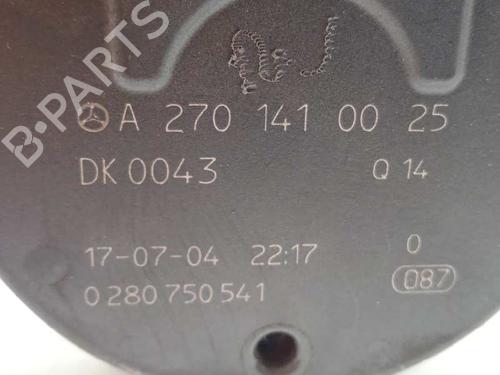 A 270 141 00 25
DK 0043 Q 14
17-07-04 22:17 0
0 280 750 541 087
B-PARTS